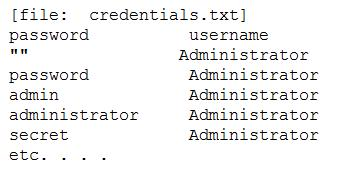 [file: credentials.txt]
password username
"" Administrator
password Administrator
admin Administrator
administrator Administrator
secret Administrator
etc. . . .